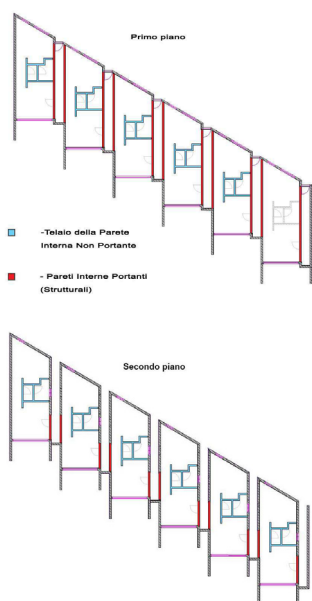 Primo piano
-Telaio della Parete
Interna Non Portante
- Pareti Interne Portanti
(Strutturali)
Secondo piano